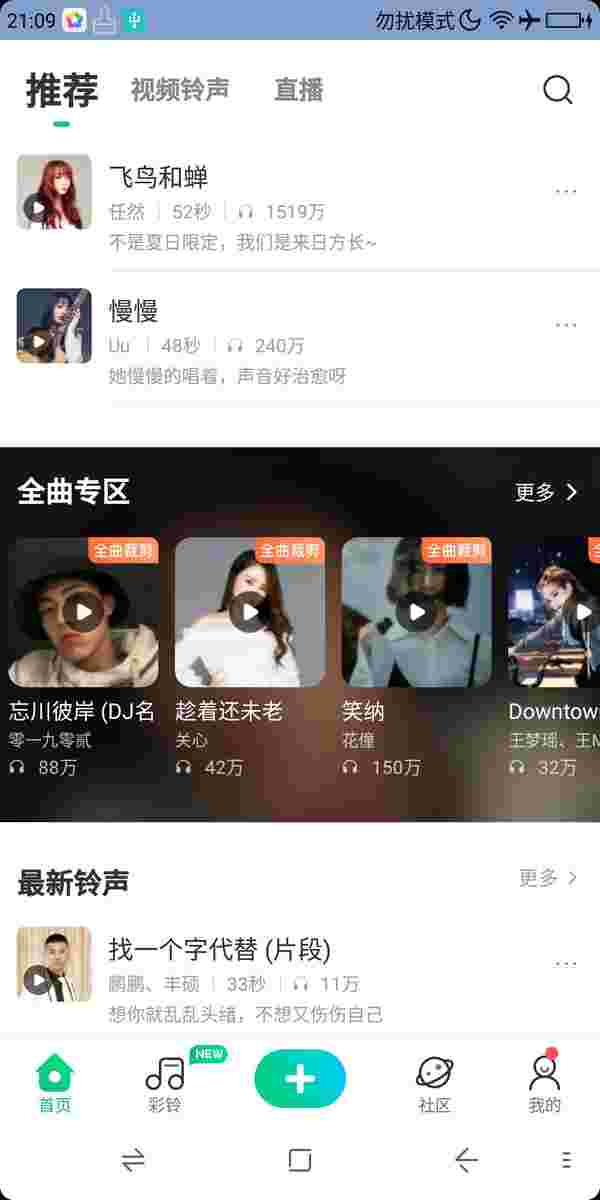 21:09 勿扰模式
推荐 视频铃声 直播
飞鸟和蝉
任然 52秒 1519万
不是夏日限定，我们是来日方长~
慢慢
Uu 48秒 240万
她慢慢的唱着，声音好治愈呀
全曲专区 更多
全曲裁剪 全曲裁剪 全曲裁剪 全
忘川彼岸 (DJ名 趁着还未老 笑纳 Downtow
零一九零贰 关心 花僮 王梦瑶、王M
88万 42万 150万 32万
最新铃声 更多
找一个字代替 (片段)
鹏鹏、丰硕 33秒 11万
想你就乱乱头绪，不想又伤伤自己
NEW
首页 彩铃 社区 我的